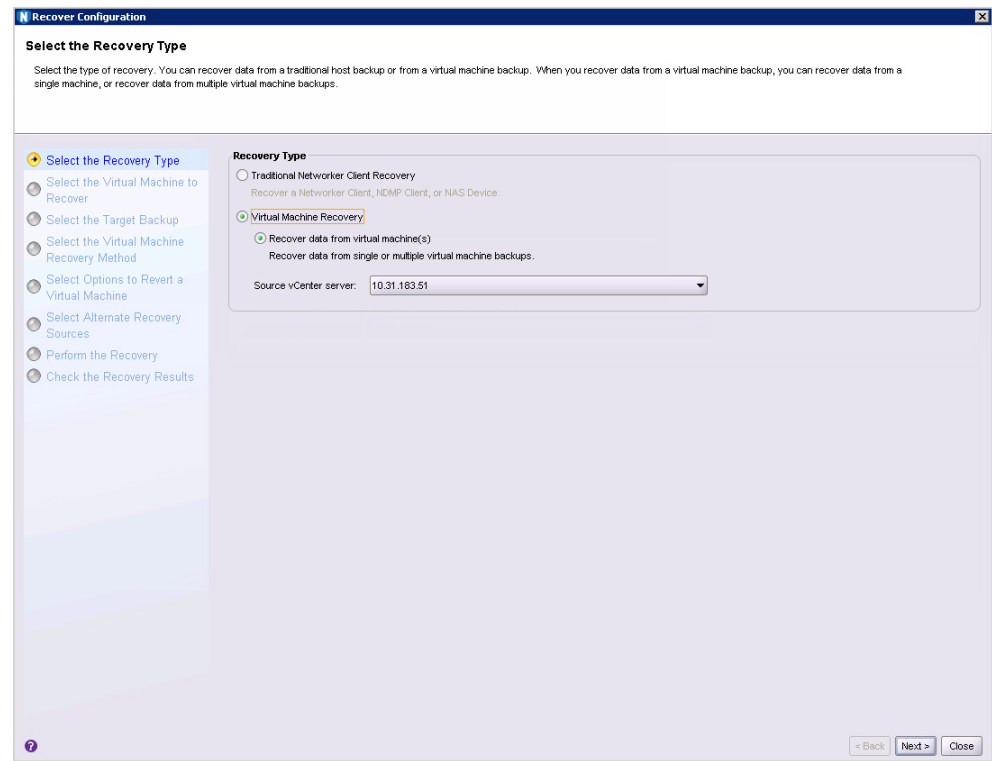 N Recover Configuration
Select the Recovery Type
Select the type of recovery. You can recover data from a traditional host backup or from a virtual machine backup. When you recover data from a virtual machine backup, you can recover data from a
single machine, or recover data from multiple virtual machine backups.
Select the Recovery Type
Select the Virtual Machine to
Recover
Select the Target Backup
Select the Virtual Machine
Recovery Method
Select Options to Revert a
Virtual Machine
Select Alternate Recovery
Sources
Perform the Recovery
Check the Recovery Results
Recovery Type
Traditional Networker Client Recovery
Recover a Networker Client, NDMP Client, or NAS Device.
Virtual Machine Recovery
Recover data from virtual machine(s)
Recover data from single or multiple virtual machine backups.
Source vCenter server: 10.31.183.51
?
< Back Next > Close